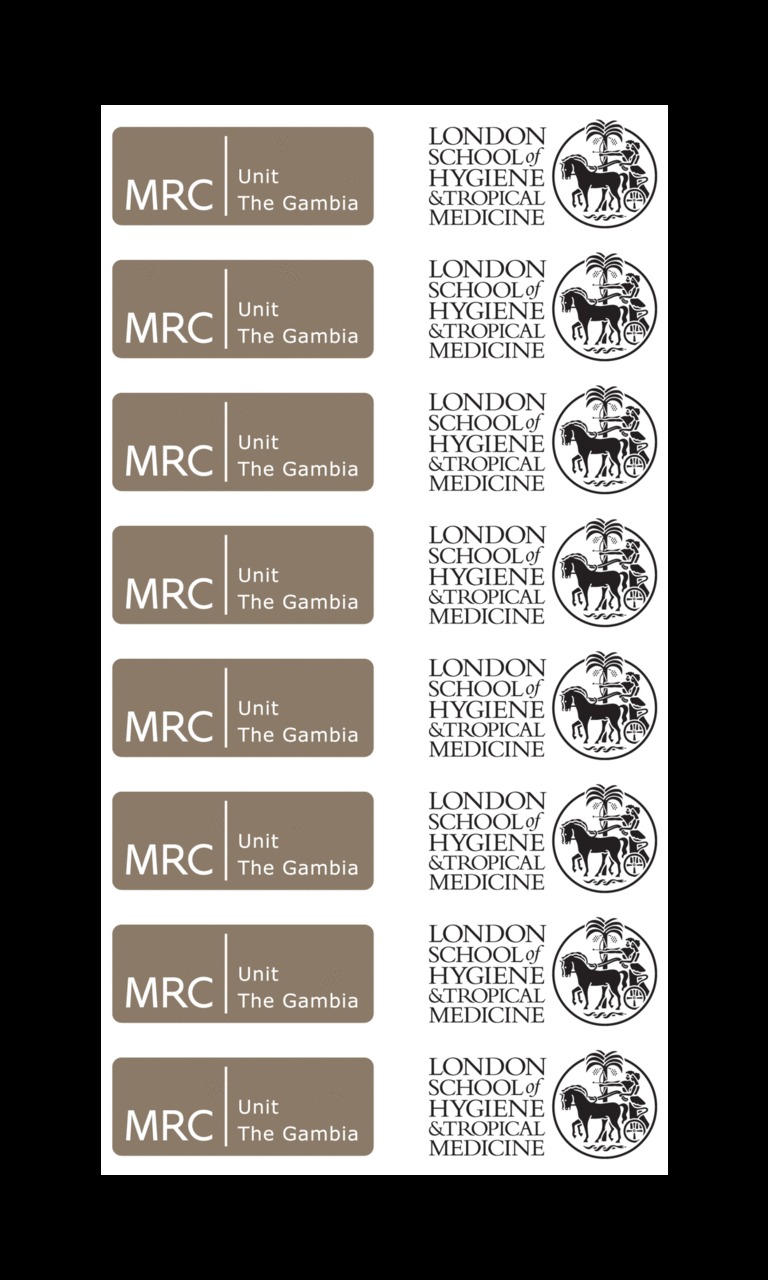 MRC
Unit
The Gambia
LONDON
SCHOOL of
HYGIENE
&TROPICAL
MEDICINE
MRC
Unit
The Gambia
LONDON
SCHOOL of
HYGIENE
&TROPICAL
MEDICINE
MRC
Unit
The Gambia
LONDON
SCHOOL of
HYGIENE
&TROPICAL
MEDICINE
MRC
Unit
The Gambia
LONDON
SCHOOL of
HYGIENE
&TROPICAL
MEDICINE
MRC
Unit
The Gambia
LONDON
SCHOOL of
HYGIENE
&TROPICAL
MEDICINE
MRC
Unit
The Gambia
LONDON
SCHOOL of
HYGIENE
&TROPICAL
MEDICINE
MRC
Unit
The Gambia
LONDON
SCHOOL of
HYGIENE
&TROPICAL
MEDICINE
MRC
Unit
The Gambia
LONDON
SCHOOL of
HYGIENE
&TROPICAL
MEDICINE